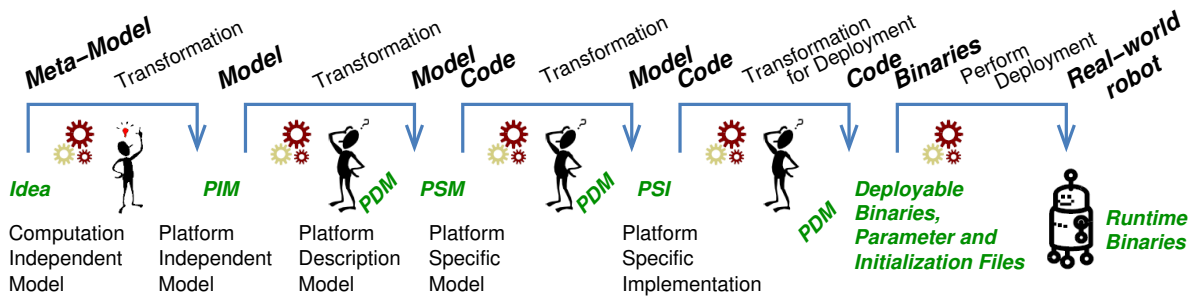 Meta–Model
Transformation
Model
Transformation
Model
Code
Transformation
Model
Code
Transformation
for Deployment
Code
Binaries
Perform
Deployment
Real–world
robot
?
?
?
Idea
PIM
PDM
PSM
PDM
PSI
PDM
Deployable
Binaries,
Parameter and
Initialization Files
Runtime
Binaries
Computation
Independent
Model
Platform
Independent
Model
Platform
Description
Model
Platform
Specific
Model
Platform
Specific
Implementation